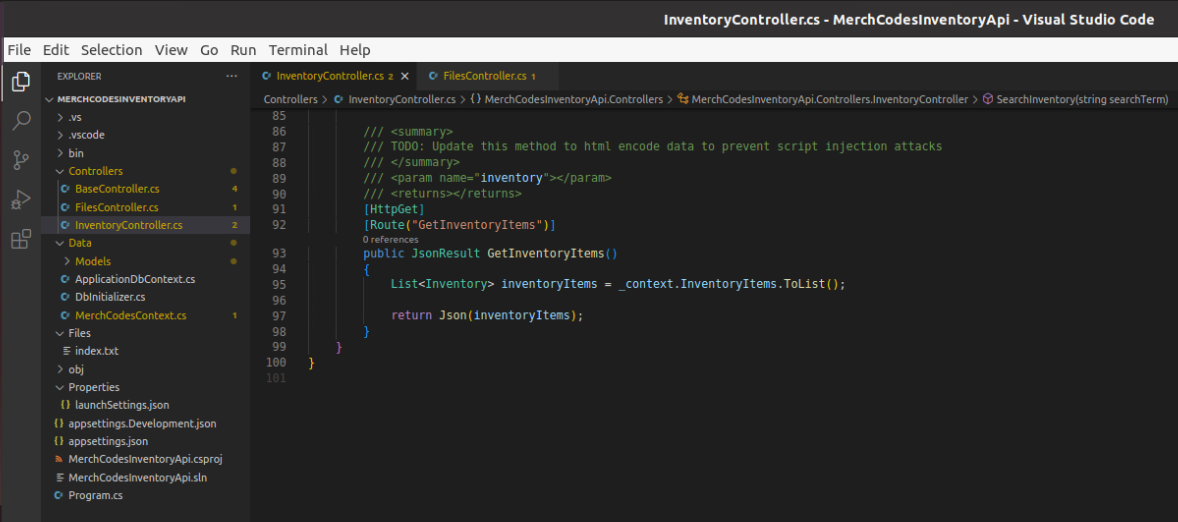 InventoryController.cs - MerchCodesInventoryApi - Visual Studio Code
File Edit Selection View Go Run Terminal Help
EXPLORER ···
MERCHCODESINVENTORYAPI
.vs
.vscode
bin
Controllers
BaseController.cs 4
FilesController.cs 1
InventoryController.cs 2
Data
Models
ApplicationDbContext.cs
DbInitializer.cs
MerchCodesContext.cs 1
Files
index.txt
obj
Properties
launchSettings.json
appsettings.Development.json
appsettings.json
MerchCodesInventoryApi.csproj
MerchCodesInventoryApi.sln
Program.cs
InventoryController.cs 2 FilesController.cs 1
Controllers > InventoryController.cs > {} MerchCodesInventoryApi.Controllers > MerchCodesInventoryApi.Controllers.InventoryController > SearchInventory(string searchTerm)
85
86 /// <summary>
87 /// TODO: Update this method to html encode data to prevent script injection attacks
88 /// </summary>
89 /// <param name="inventory"></param>
90 /// <returns></returns>
91 [HttpGet]
92 [Route("GetInventoryItems")]
0 references
93 public JsonResult GetInventoryItems()
94 {
95 List<Inventory> inventoryItems = _context.InventoryItems.ToList();
96
97 return Json(inventoryItems);
98 }
99 }
100 }
101